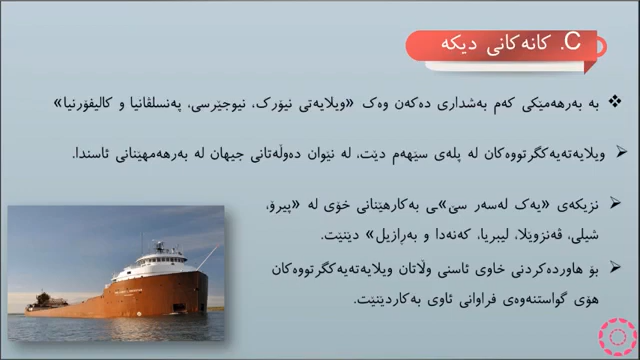 C. کانەکانی دیکە
بە بەرهەمێکی کەم بەشداری دەکەن وەک «ویلایەتی نیۆرک، نیوجێرسی، پەنسلڤانیا و کالیفۆرنیا»
ویلایەتەیەکگرتووەکان لە پلەی سێهەم دێت، لە نێوان دەوڵەتانی جیهان لە بەرهەمهێنانی ئاسندا.
نزیکەی «یەک لەسەر سێ»ـی بەکارهێنانی خۆی لە «پیرۆ،
شیلی، ڤەنزوێلا، لیبریا، کەنەدا و بەڕازیل» دێنێت.
بۆ هاوردەکردنی خاوی ئاسنی وڵاتان ویلایەتەیەکگرتووەکان
هۆی گواستنەوەی فراوانی ئاوی بەکاردێنێت.